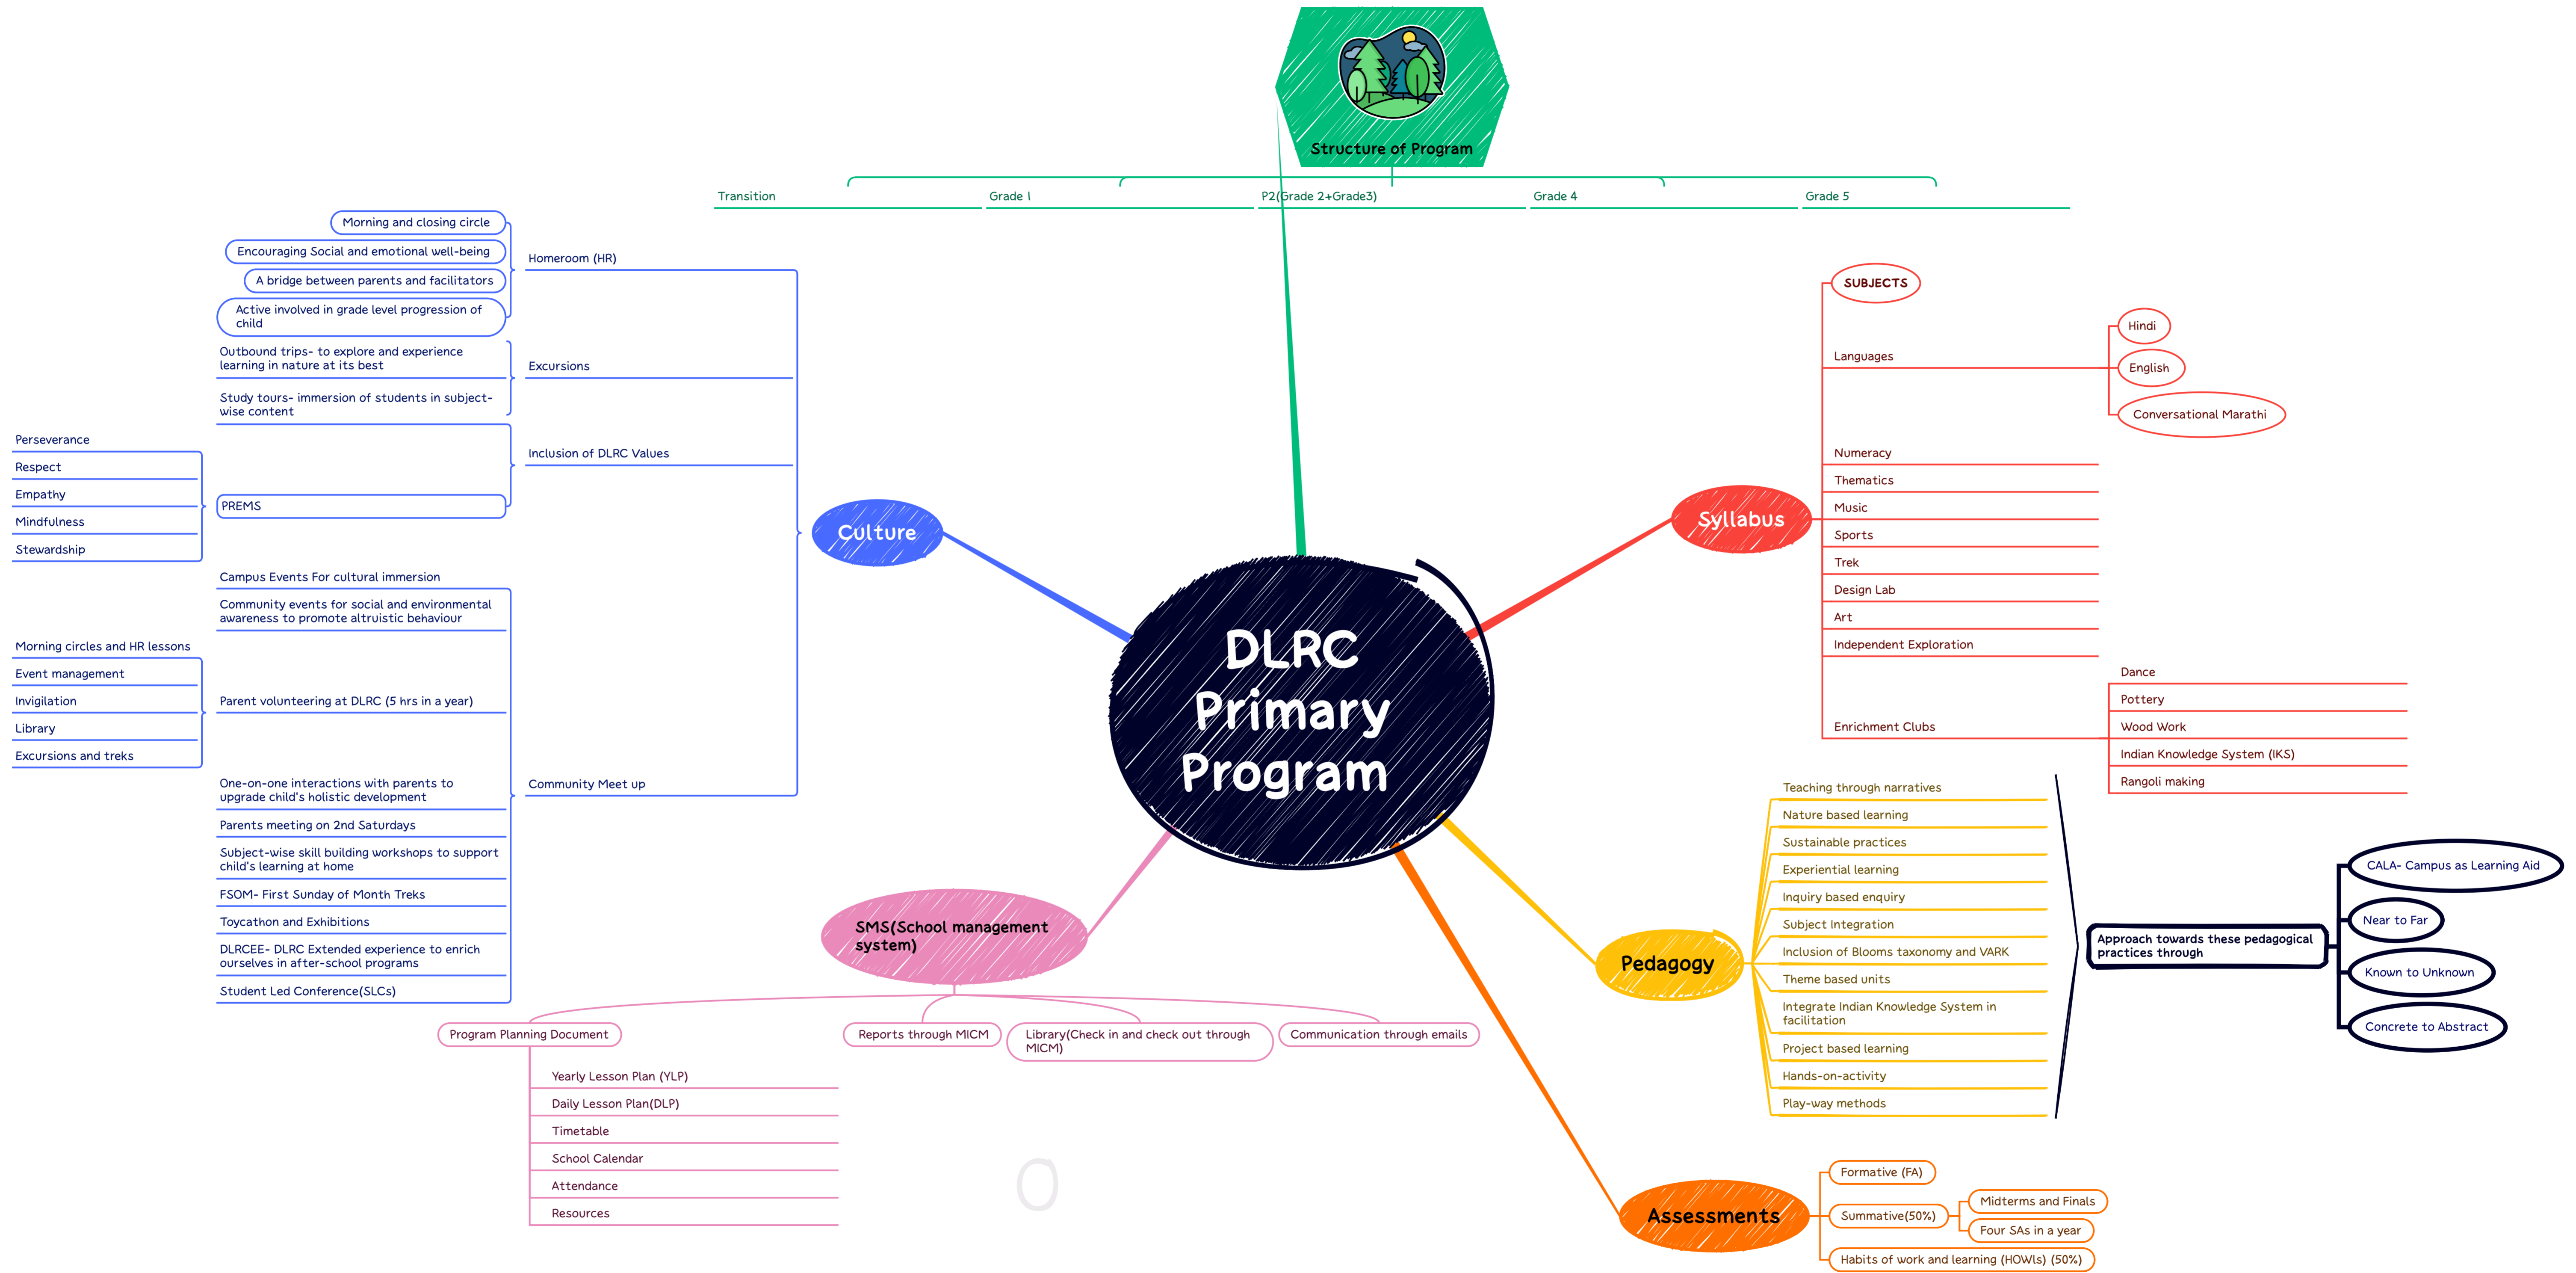 Structure of Program
Transition
Grade 1
P2(Grade 2+Grade3)
Grade 4
Grade 5
DLRC
Primary
Program
Culture
Homeroom (HR)
Morning and closing circle
Encouraging Social and emotional well-being
A bridge between parents and facilitators
Active involved in grade level progression of
child
Excursions
Outbound trips- to explore and experience
learning in nature at its best
Study tours- immersion of students in subject-
wise content
Inclusion of DLRC Values
PREMS
Perseverance
Respect
Empathy
Mindfulness
Stewardship
Community Meet up
Campus Events For cultural immersion
Community events for social and environmental
awareness to promote altruistic behaviour
Parent volunteering at DLRC (5 hrs in a year)
Morning circles and HR lessons
Event management
Invigilation
Library
Excursions and treks
One-on-one interactions with parents to
upgrade child's holistic development
Parents meeting on 2nd Saturdays
Subject-wise skill building workshops to support
child's learning at home
FSOM- First Sunday of Month Treks
Toycathon and Exhibitions
DLRCEE- DLRC Extended experience to enrich
ourselves in after-school programs
Student Led Conference(SLCs)
Syllabus
SUBJECTS
Languages
Hindi
English
Conversational Marathi
Numeracy
Thematics
Music
Sports
Trek
Design Lab
Art
Independent Exploration
Enrichment Clubs
Dance
Pottery
Wood Work
Indian Knowledge System (IKS)
Rangoli making
Pedagogy
Teaching through narratives
Nature based learning
Sustainable practices
Experiential learning
Inquiry based enquiry
Subject Integration
Inclusion of Blooms taxonomy and VARK
Theme based units
Integrate Indian Knowledge System in
facilitation
Project based learning
Hands-on-activity
Play-way methods
Approach towards these pedagogical
practices through
CALA- Campus as Learning Aid
Near to Far
Known to Unknown
Concrete to Abstract
SMS(School management
system)
Program Planning Document
Yearly Lesson Plan (YLP)
Daily Lesson Plan(DLP)
Timetable
School Calendar
Attendance
Resources
Reports through MICM
Library(Check in and check out through
MICM)
Communication through emails
Assessments
Formative (FA)
Summative(50%)
Midterms and Finals
Four SAs in a year
Habits of work and learning (HOWls) (50%)